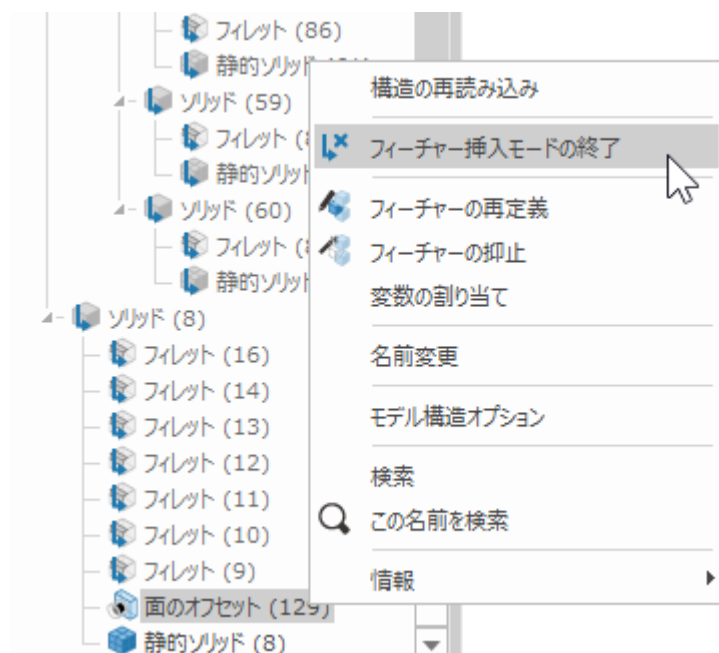 フィレット (86)
静的ソリッド
ソリッド (59)
フィレット
静的ソリッド
ソリッド (60)
フィレット
静的ソリッド
ソリッド (8)
フィレット (16)
フィレット (14)
フィレット (13)
フィレット (12)
フィレット (11)
フィレット (10)
フィレット (9)
面のオフセット (129)
静的ソリッド (8)
構造の再読み込み
フィーチャー挿入モードの終了
フィーチャーの再定義
フィーチャーの抑止
変数の割り当て
名前変更
モデル構造オプション
検索
この名前を検索
情報